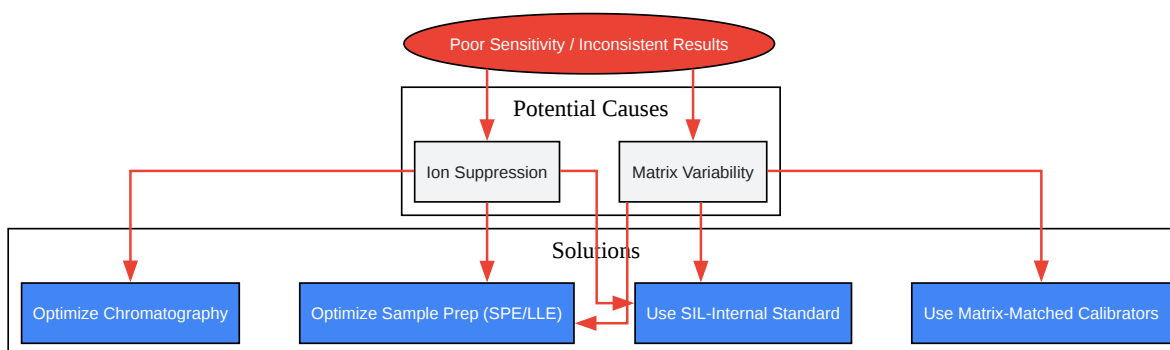 Poor Sensitivity / Inconsistent Results
Potential Causes
Ion Suppression
Matrix Variability
Solutions
Optimize Chromatography
Optimize Sample Prep (SPE/LLE)
Use SIL-Internal Standard
Use Matrix-Matched Calibrators